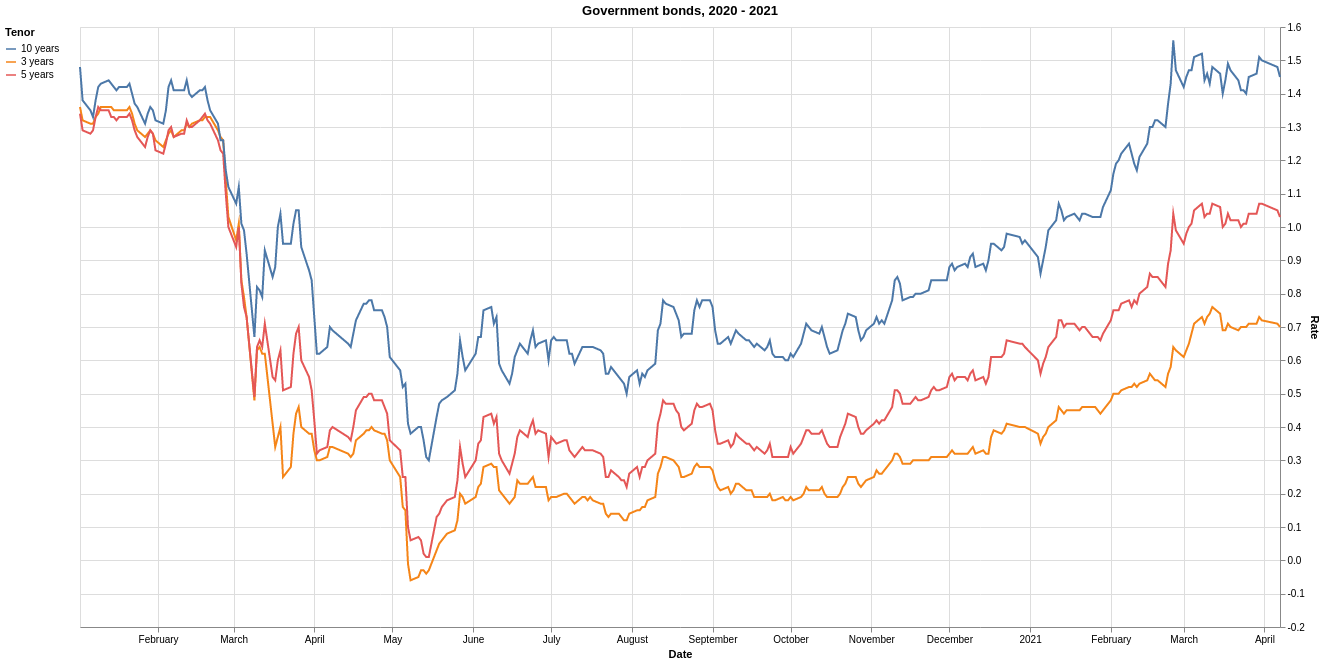 Government bonds, 2020 - 2021
Tenor
10 years
3 years
5 years
1.6
1.5
1.4
1.3
1.2
1.1
1.0
0.9
0.8
0.7
0.6
0.5
0.4
0.3
0.2
0.1
0.0
-0.1
-0.2
Rate
February March April May June July August September October November December 2021 February March April
Date